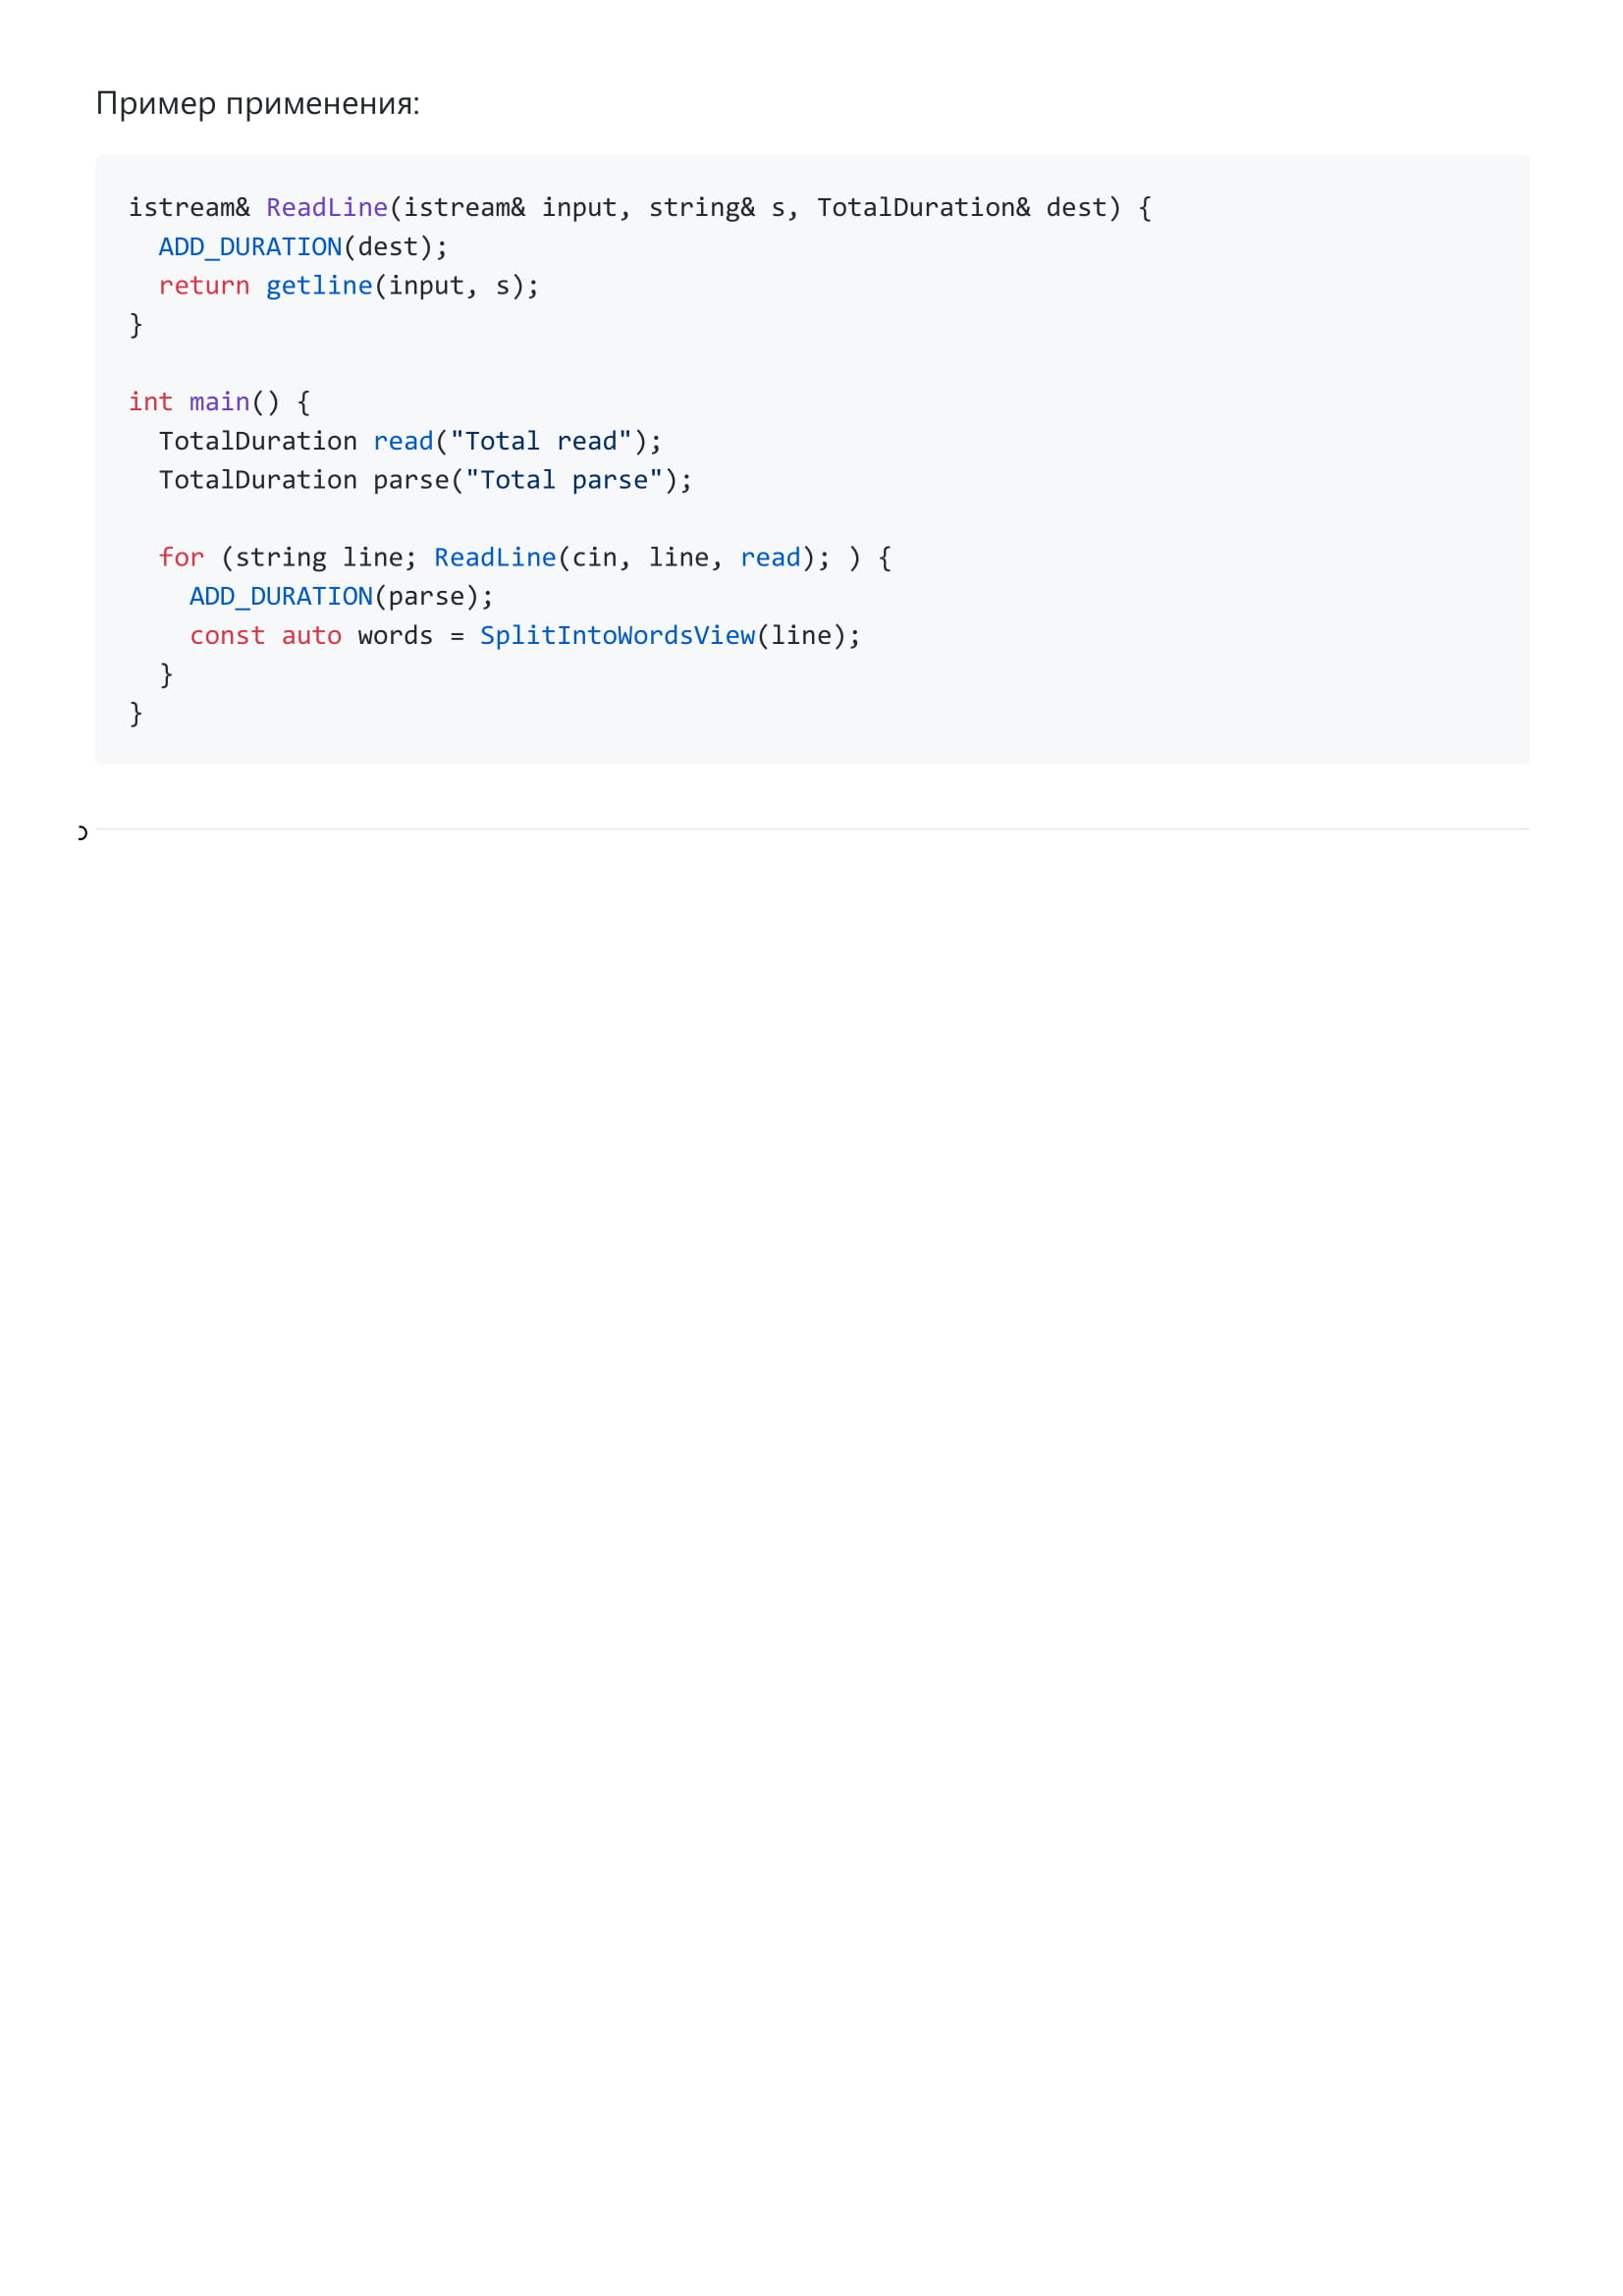 Пример применения:
istream& ReadLine(istream& input, string& s, TotalDuration& dest) {
  ADD_DURATION(dest);
  return getline(input, s);
}
int main() {
  TotalDuration read("Total read");
  TotalDuration parse("Total parse");
  for (string line; ReadLine(cin, line, read); ) {
    ADD_DURATION(parse);
    const auto words = SplitIntoWordsView(line);
  }
}